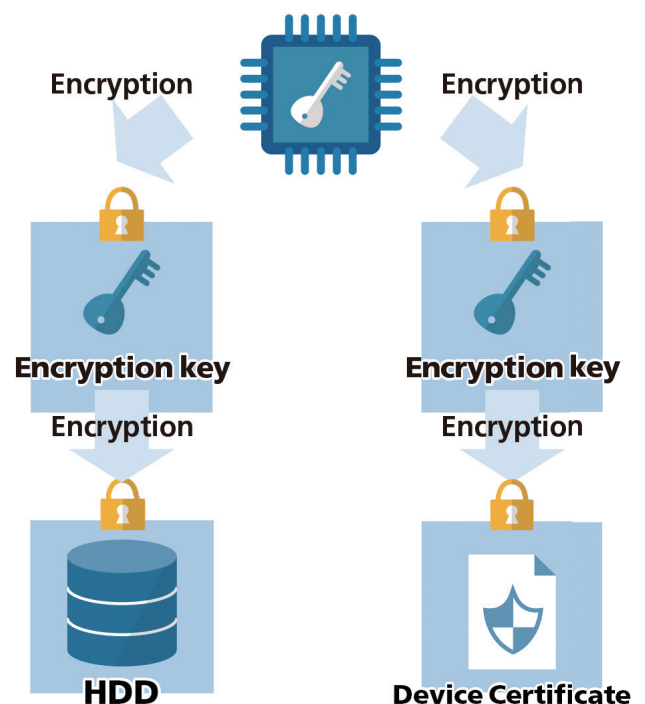 Encryption
Encryption
Encryption key
Encryption key
Encryption
Encryption
HDD
Device Certificate